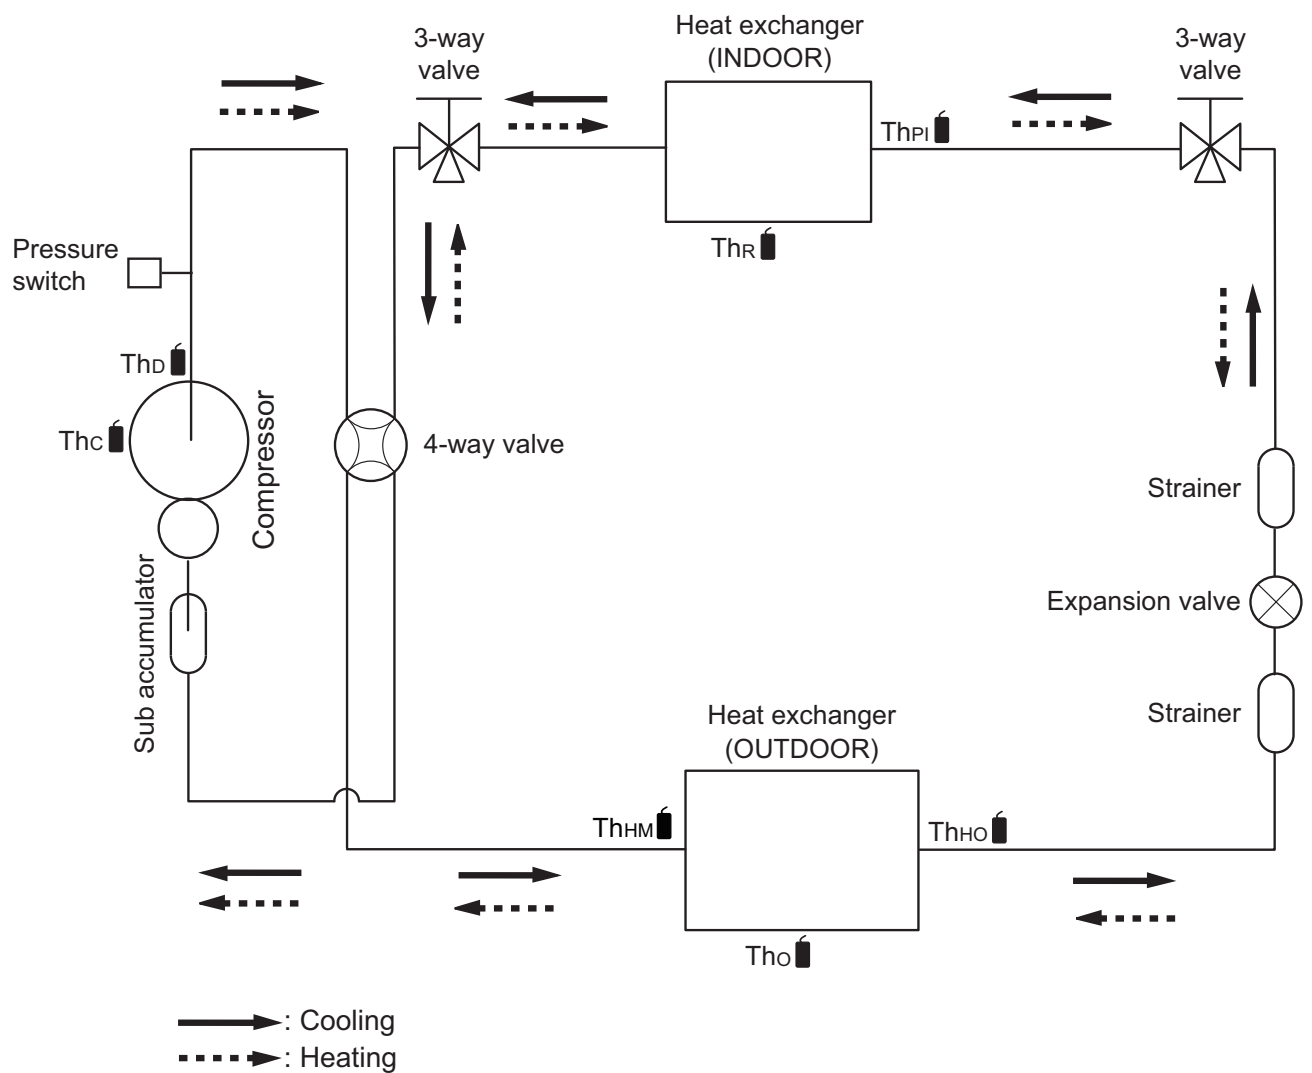 3-way
valve
Heat exchanger
(INDOOR)
3-way
valve
ThPI
ThR
Pressure
switch
ThD
ThC
Compressor
4-way valve
Strainer
Expansion valve
Sub accumulator
Strainer
Heat exchanger
(OUTDOOR)
ThHM
ThHO
ThO
: Cooling
: Heating